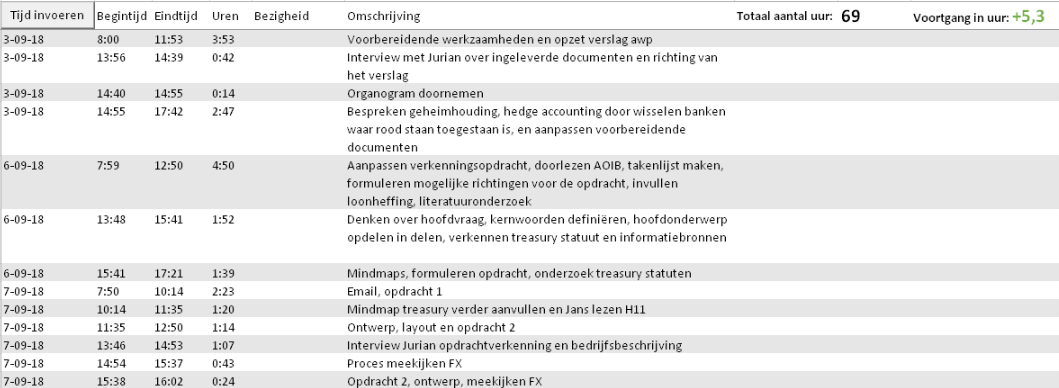 Tijd invoeren Begintijd Eindtijd Uren Bezigheid Omschrijving Totaal aantal uur: 69 Voortgang in uur: +5,3
3-09-18 8:00 11:53 3:53 Voorbereidende werkzaamheden en opzet verslag awp
3-09-18 13:56 14:39 0:42 Interview met Jurian over ingeleverde documenten en richting van
het verslag
3-09-18 14:40 14:55 0:14 Organogram doornemen
3-09-18 14:55 17:42 2:47 Bespreken geheimhouding, hedge accounting door wisselen banken
waar rood staan toegestaan is, en aanpassen voorbereidende
documenten
6-09-18 7:59 12:50 4:50 Aanpassen verkenningsopdracht, doorlezen AOIB, takenlijst maken,
formuleren mogelijke richtingen voor de opdracht, invullen
loonheffing, literatuuronderzoek
6-09-18 13:48 15:41 1:52 Denken over hoofdvraag, kernwoorden definiëren, hoofdonderwerp
opdelen in delen, verkennen treasury statuut en informatiebronnen
6-09-18 15:41 17:21 1:39 Mindmaps, formuleren opdracht, onderzoek treasury statuten
7-09-18 7:50 10:14 2:23 Email, opdracht 1
7-09-18 10:14 11:35 1:20 Mindmap treasury verder aanvullen en Jans lezen H11
7-09-18 11:35 12:50 1:14 Ontwerp, layout en opdracht 2
7-09-18 13:46 14:53 1:07 Interview Jurian opdrachtverkenning en bedrijfsbeschrijving
7-09-18 14:54 15:37 0:43 Proces meekijken FX
7-09-18 15:38 16:02 0:24 Opdracht 2, ontwerp, meekijken FX